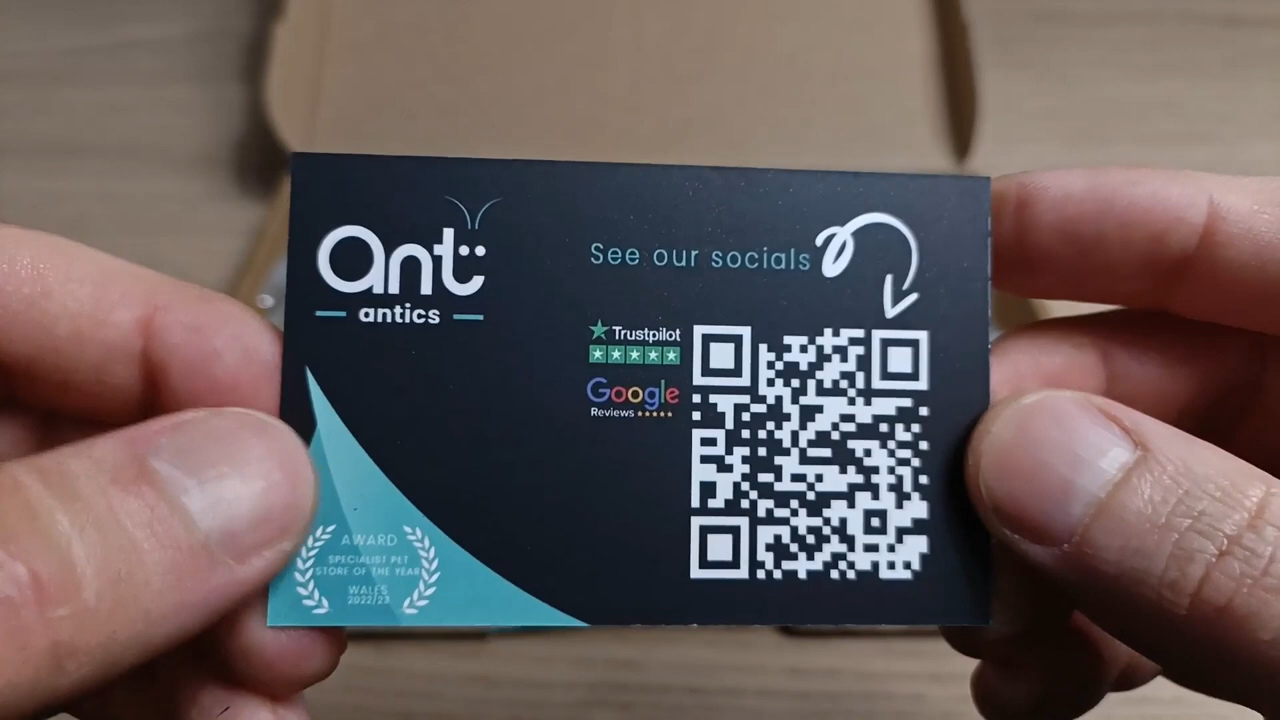 ant
antics
See our socials
Trustpilot
Google
Reviews
AWARD
SPECIALIST PET
STORE OF THE YEAR
WALES
2022/23